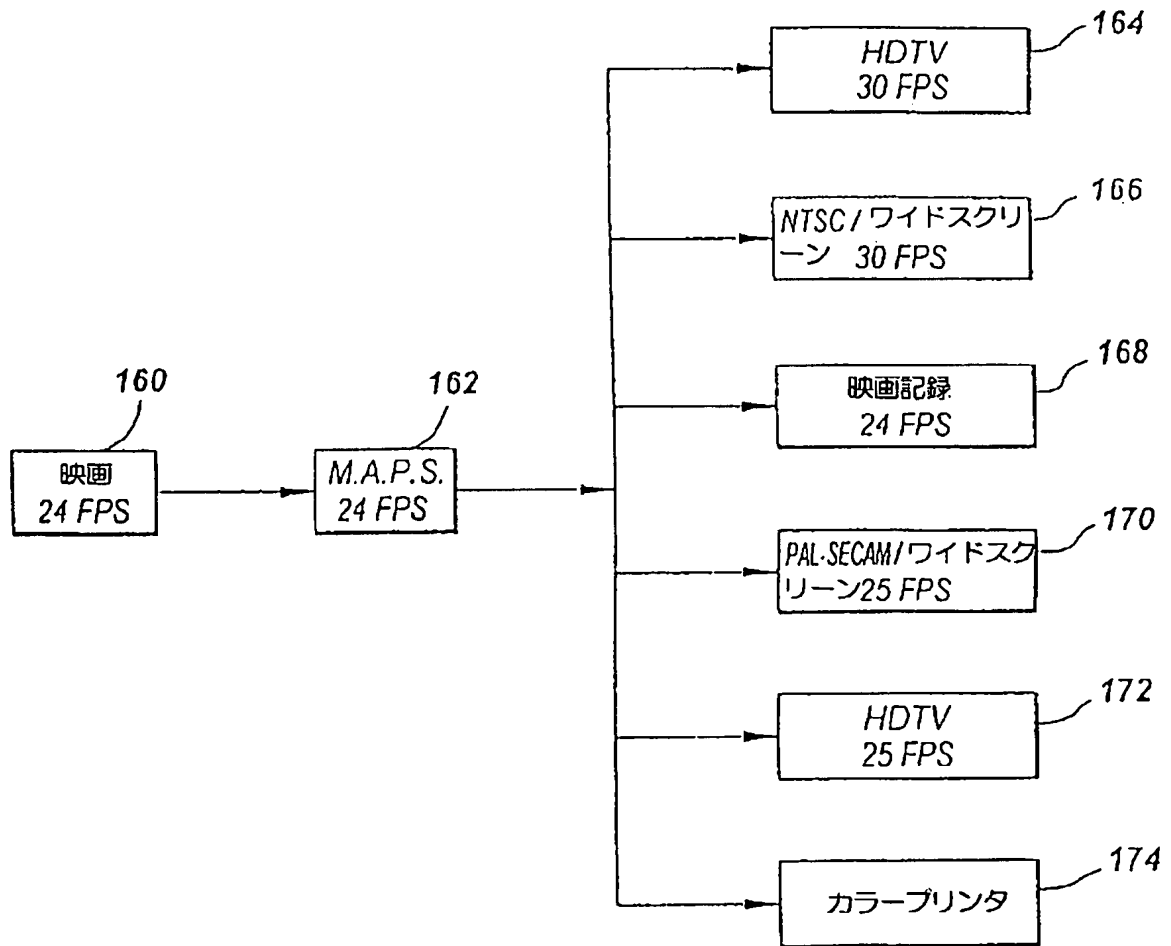 164
HDTV
30 FPS
166
NTSC/ワイドスクリ
ーン 30 FPS
168
映画記録
24 FPS
160
映画
24 FPS
162
M.A.P.S.
24 FPS
170
PAL·SECAM/ワイドスク
リーン25 FPS
172
HDTV
25 FPS
174
カラープリンタ